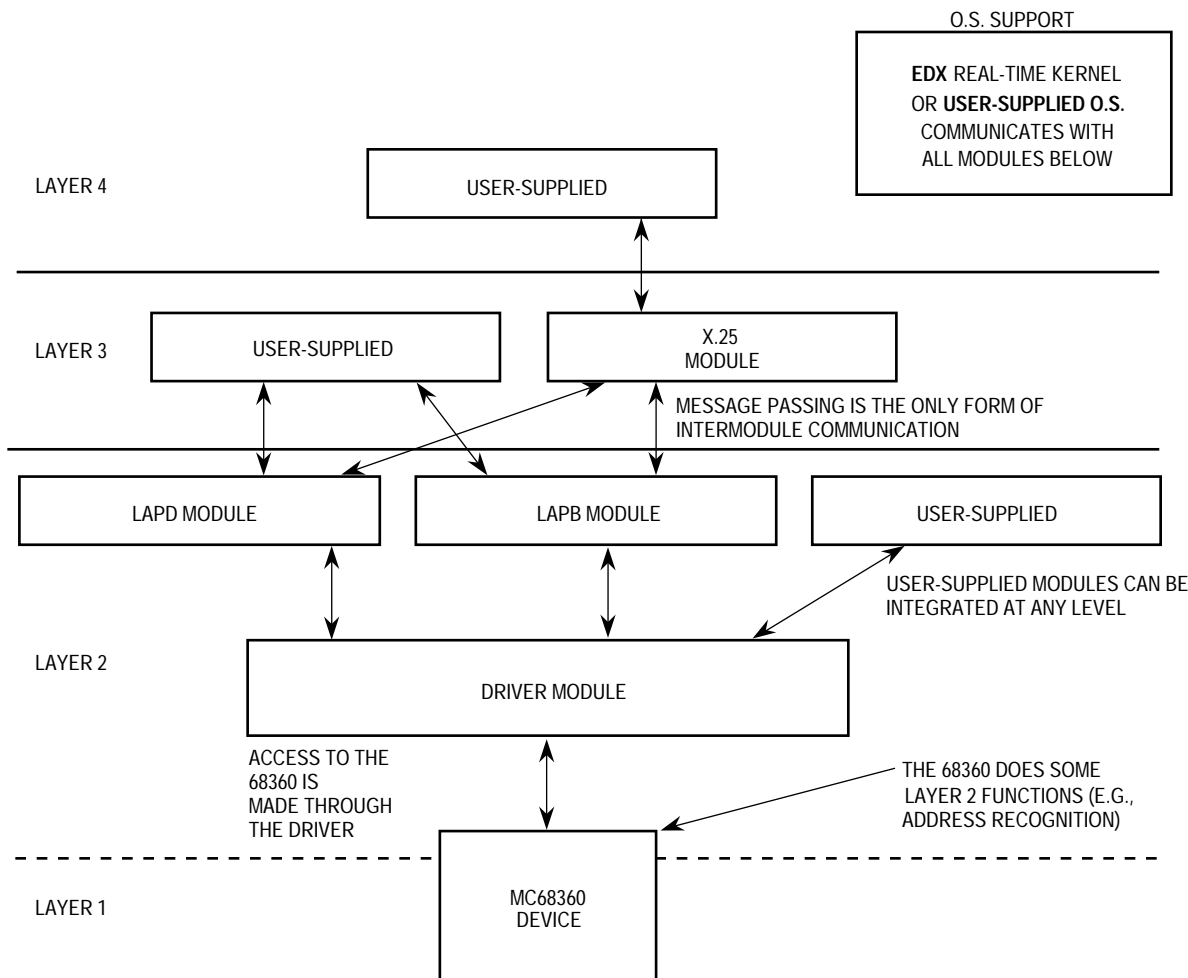 O.S. SUPPORT
EDX REAL-TIME KERNEL
OR USER-SUPPLIED O.S.
COMMUNICATES WITH
ALL MODULES BELOW
LAYER 4
USER-SUPPLIED
LAYER 3
USER-SUPPLIED
X.25
MODULE
MESSAGE PASSING IS THE ONLY FORM OF
INTERMODULE COMMUNICATION
LAPD MODULE
LAPB MODULE
USER-SUPPLIED
USER-SUPPLIED MODULES CAN BE
INTEGRATED AT ANY LEVEL
LAYER 2
DRIVER MODULE
ACCESS TO THE
68360 IS
MADE THROUGH
THE DRIVER
THE 68360 DOES SOME
LAYER 2 FUNCTIONS (E.G.,
ADDRESS RECOGNITION)
LAYER 1
MC68360
DEVICE